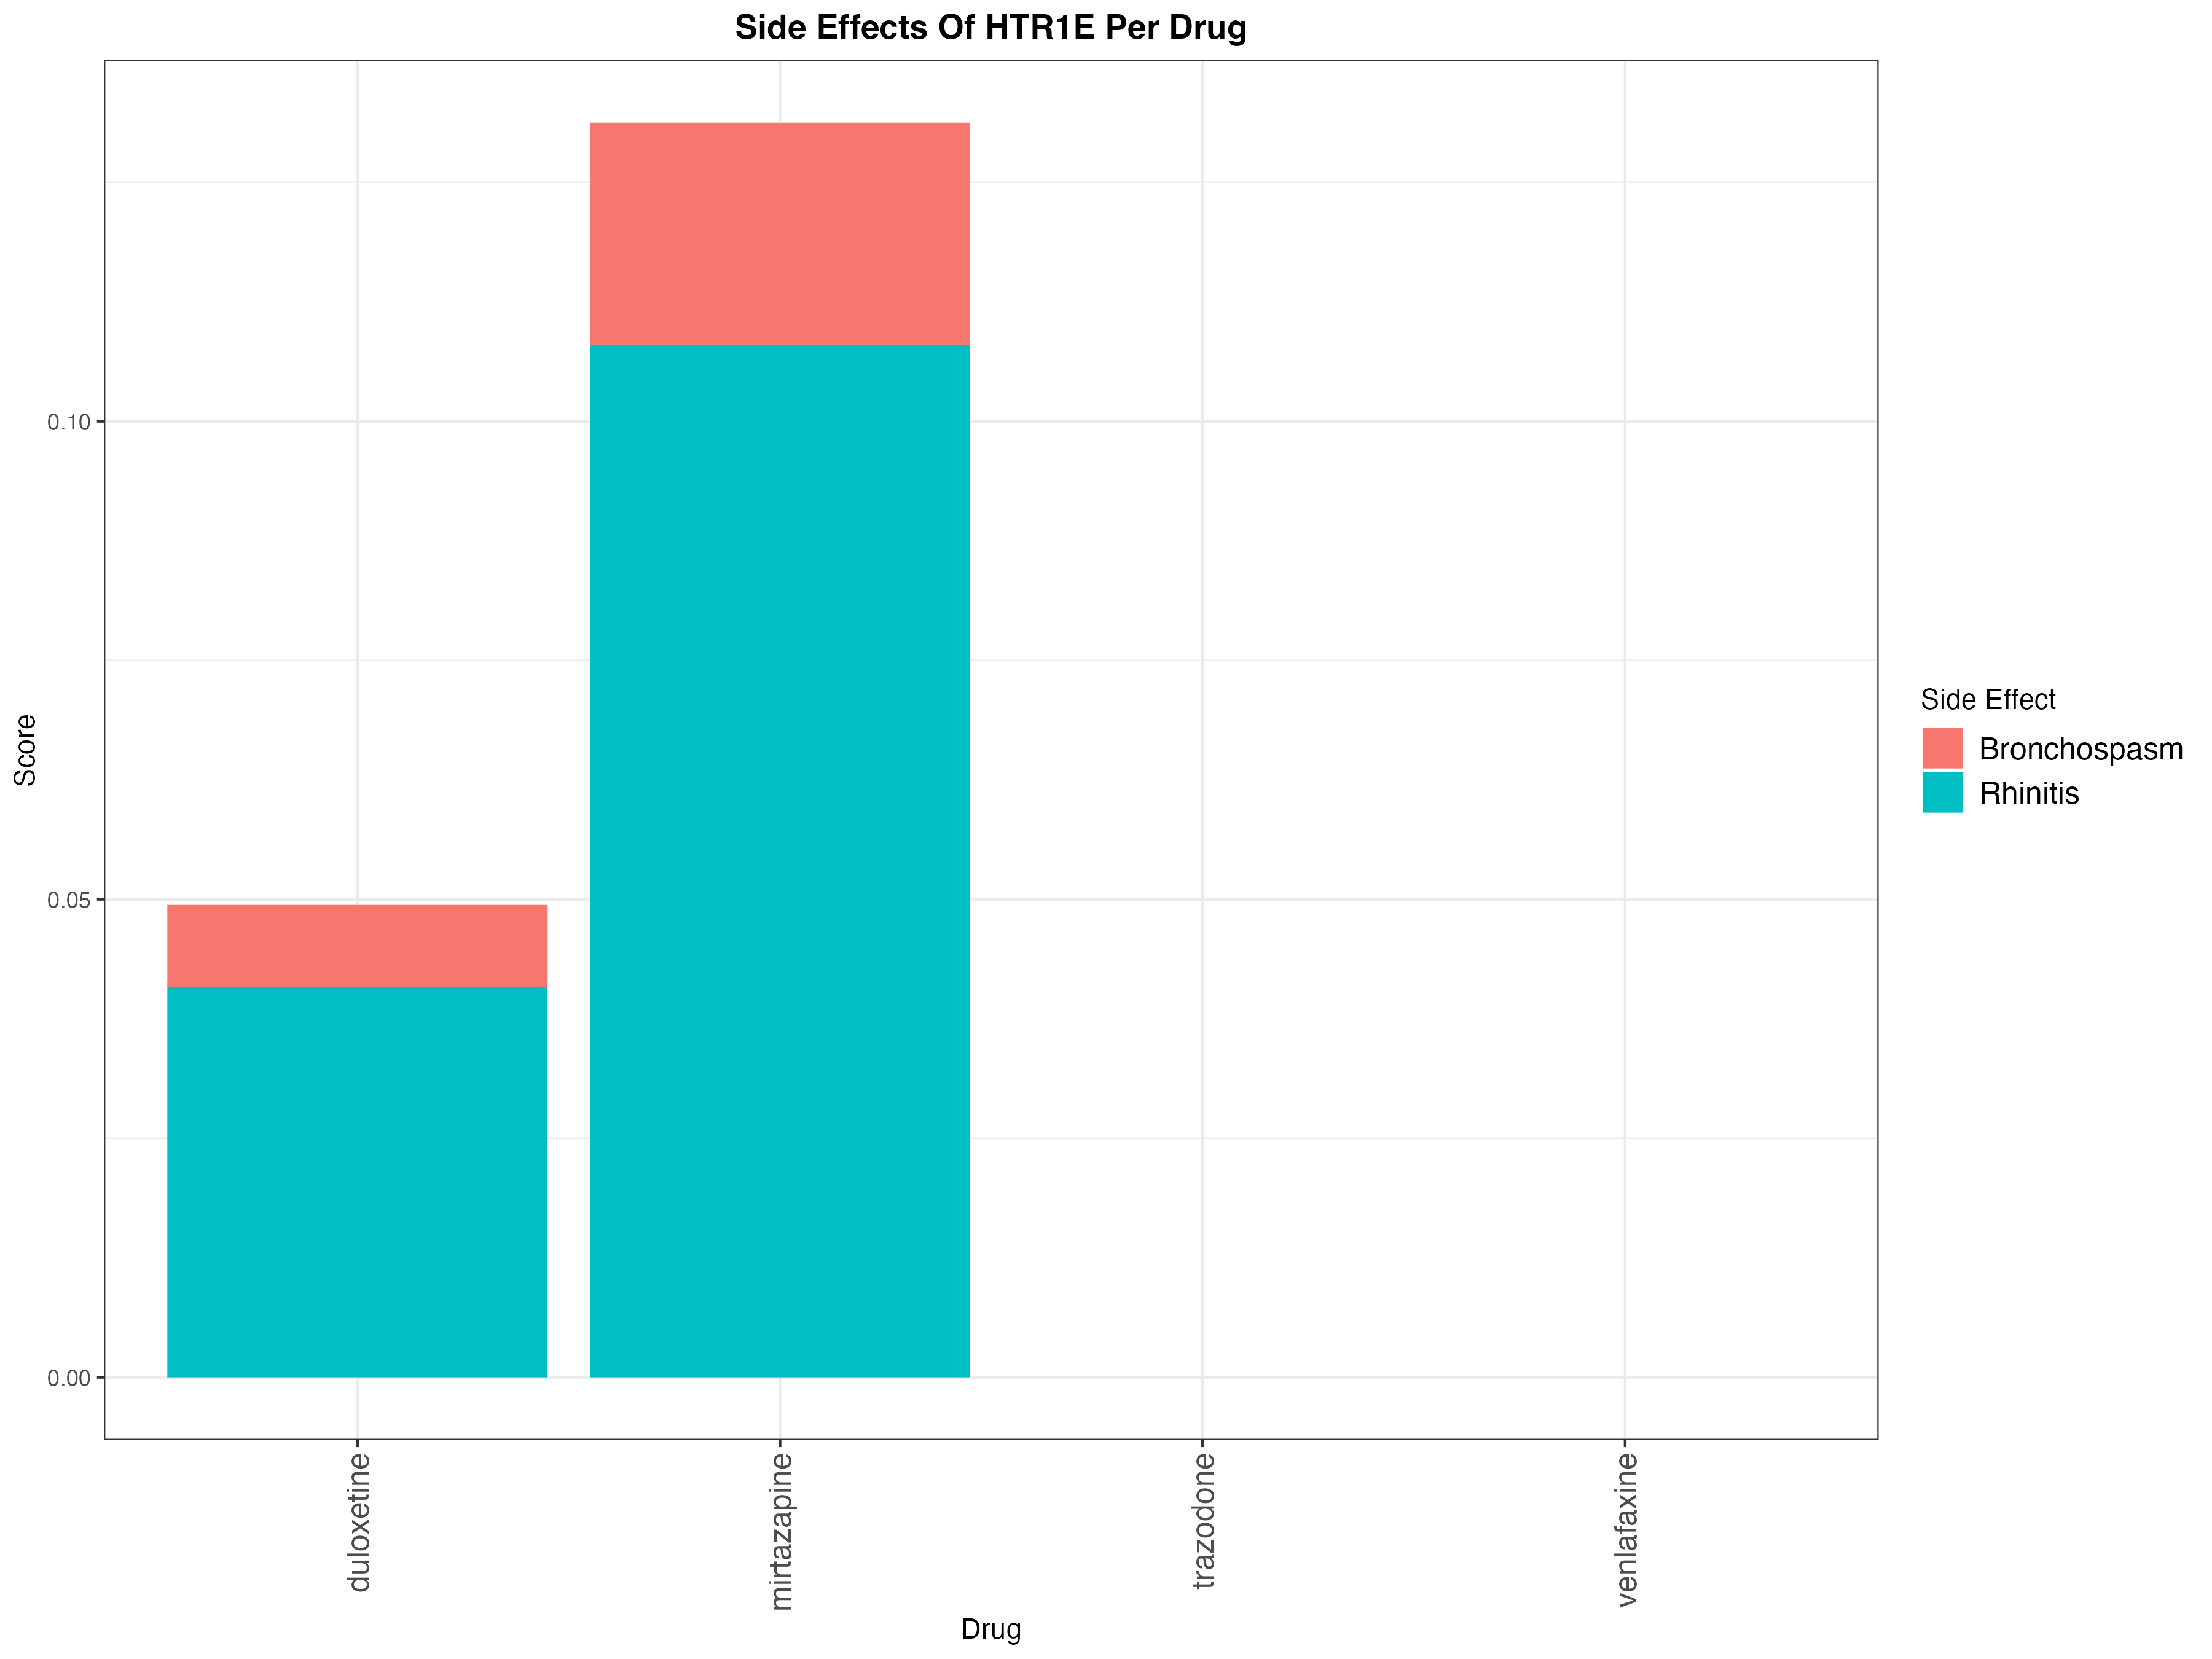 Side Effects Of HTR1E Per Drug
Score
0.10
0.05
0.00
duloxetine
mirtazapine
trazodone
venlafaxine
Drug
Side Effect
Bronchospasm
Rhinitis